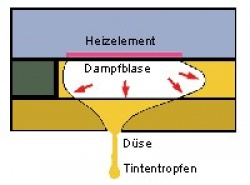 Heizelement
Dampfblase
Düse
Tintentropfen